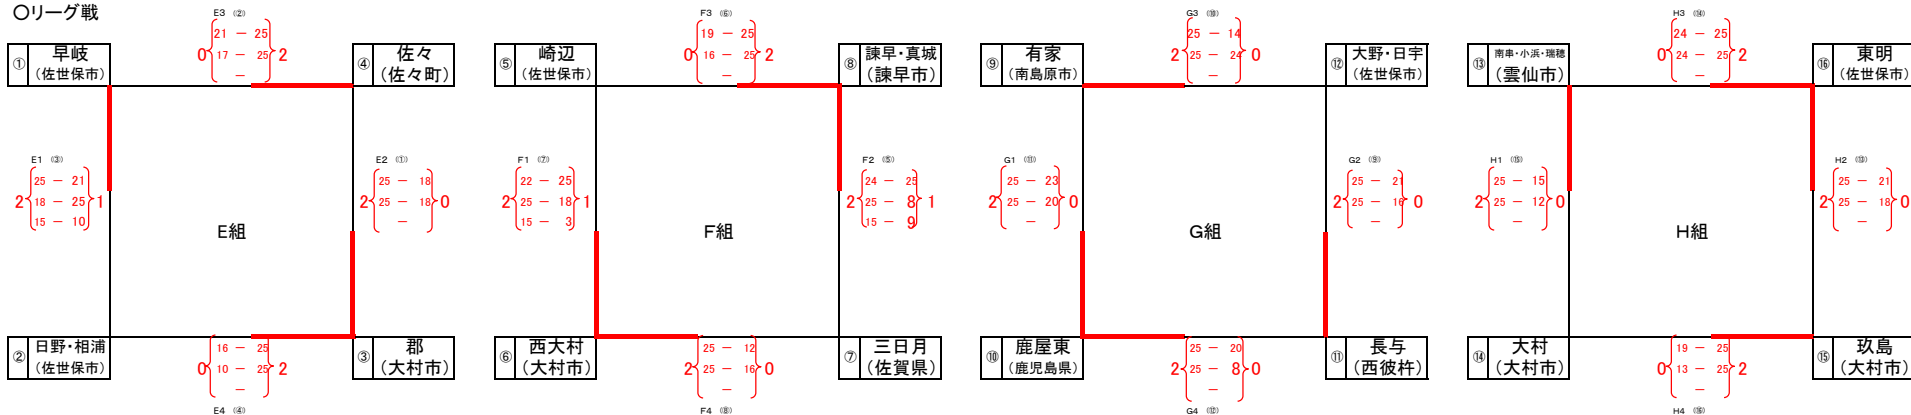 〇リーグ戦
E3 (②)
21 － 25
17 － 25
－
0 2
① 早岐
(佐世保市)
④ 佐々
(佐々町)
E1 (③)
25 － 21
18 － 25
15 － 10
2 1
E2 (①)
25 － 18
25 － 18
－
2 0
E組
② 日野・相浦
(佐世保市)
③ 郡
(大村市)
16 － 25
10 － 25
－
0 2
E4 (④)
F3 (⑥)
19 － 25
16 － 25
－
0 2
⑤ 崎辺
(佐世保市)
⑧ 諫早・真城
(諫早市)
F1 (⑦)
22 － 25
25 － 18
15 － 3
2 1
F2 (⑤)
24 － 25
25 － 8
15 － 9
2 1
F組
⑥ 西大村
(大村市)
⑦ 三日月
(佐賀県)
25 － 12
25 － 16
－
2 0
F4 (⑧)
G3 (⑩)
25 － 14
25 － 24
－
2 0
⑨ 有家
(南島原市)
⑫ 大野・日宇
(佐世保市)
G1 (⑪)
25 － 23
25 － 20
－
2 0
G2 (⑨)
25 － 21
25 － 16
－
2 0
G組
⑩ 鹿屋東
(鹿児島県)
⑪ 長与
(西彼杵)
25 － 20
25 － 8
－
2 0
G4 (⑫)
H3 (⑭)
24 － 25
24 － 25
－
0 2
⑬ 南串・小浜・瑞穂
(雲仙市)
⑯ 東明
(佐世保市)
H1 (⑮)
25 － 15
25 － 12
－
2 0
H2 (⑬)
25 － 21
25 － 18
－
2 0
H組
⑭ 大村
(大村市)
⑮ 玖島
(大村市)
19 － 25
13 － 25
－
0 2
H4 (⑯)